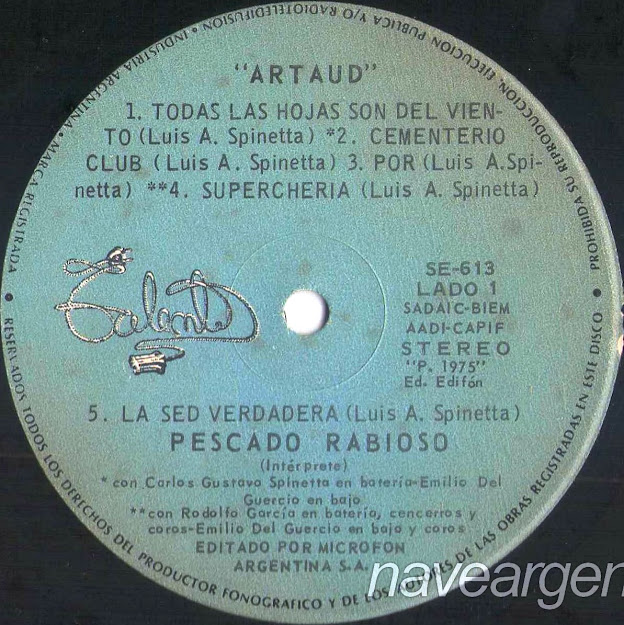 "ARTAUD"
1. TODAS LAS HOJAS SON DEL VIEN-
TO (Luis A. Spinetta) *2. CEMENTERIO
CLUB (Luis A. Spinetta) 3. POR (Luis A.Spi-
netta) **4. SUPERCHERIA (Luis A. Spinetta)
Talent
SE-613
LADO 1
SADAIC-BIEM
AADI-CAPIF
STEREO
"P. 1975"
Ed. Edifón
5. LA SED VERDADERA (Luis A. Spinetta)
PESCADO RABIOSO
(Intérprete)
* con Carlos Gustavo Spinetta en batería-Emilio Del
Guercio en bajo
**con Rodolfo García en batería, cencerros y
coros-Emilio Del Guercio en bajo y coros
EDITADO POR MICROFON
ARGENTINA S.A.
INDUSTRIA ARGENTINA • MARCA REGISTRADA • RESERVADOS TODOS LOS DERECHOS DEL PRODUCTOR FONOGRAFICO Y DE LOS AUTORES DE LAS OBRAS REGISTRADAS EN ESTE DISCO • PROHIBIDA SU REPRODUCCION EJECUCION PUBLICA Y/O RADIOTELEDIFUSION •
naveargen